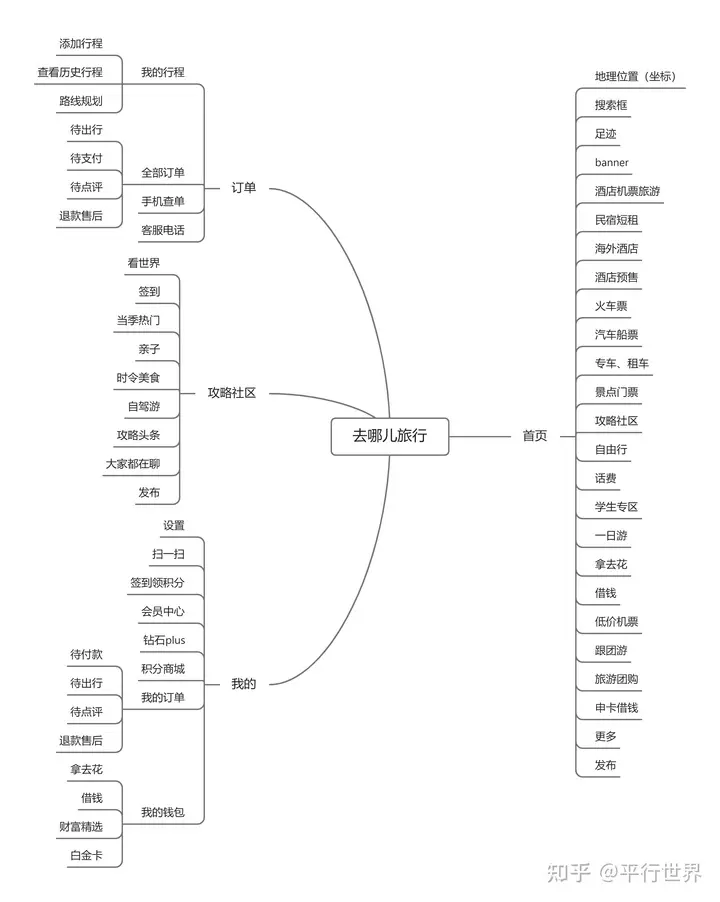 去哪儿旅行
订单
我的行程
添加行程
查看历史行程
路线规划
全部订单
待出行
待支付
待点评
退款售后
手机查单
客服电话
攻略社区
看世界
签到
当季热门
亲子
时令美食
自驾游
攻略头条
大家都在聊
发布
我的
设置
扫一扫
签到领积分
会员中心
钻石plus
积分商城
我的订单
待付款
待出行
待点评
退款售后
我的钱包
拿去花
借钱
财富精选
白金卡
首页
地理位置（坐标）
搜索框
足迹
banner
酒店机票旅游
民宿短租
海外酒店
酒店预售
火车票
汽车船票
专车、租车
景点门票
攻略社区
自由行
话费
学生专区
一日游
拿去花
借钱
低价机票
跟团游
旅游团购
申卡借钱
更多
发布
知乎 @平行世界